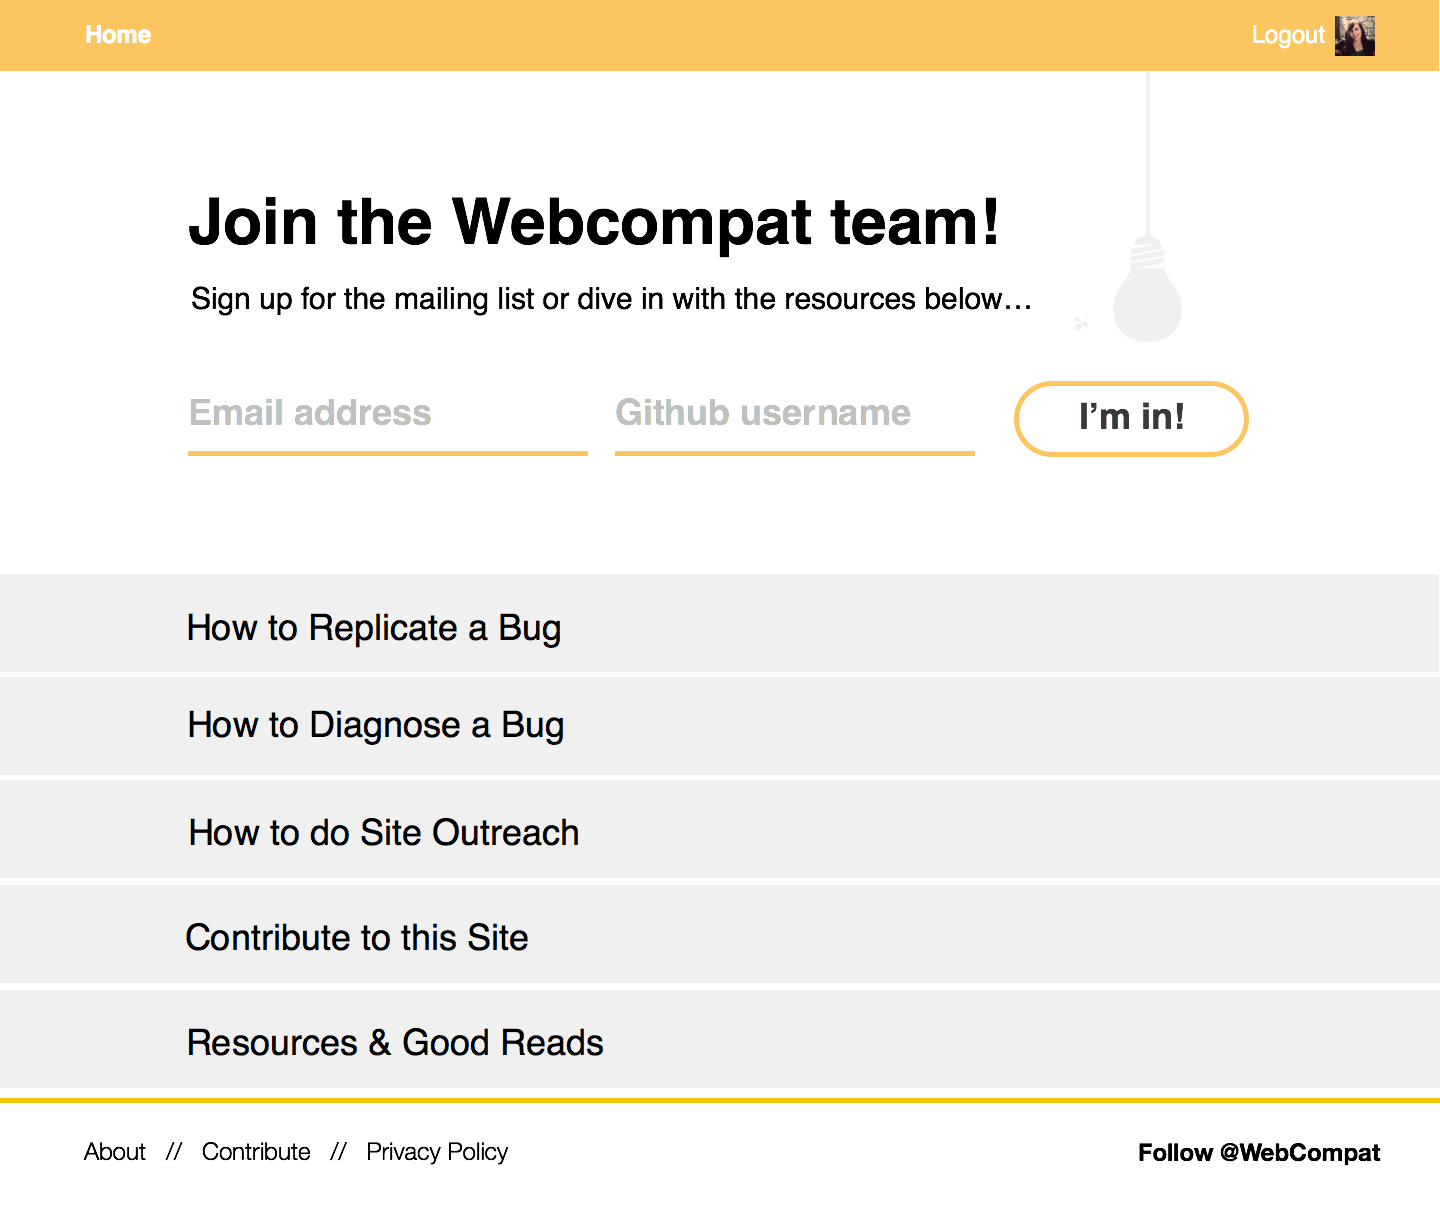 Home
Logout
Join the Webcompat team!
Sign up for the mailing list or dive in with the resources below…
Email address
Github username
I’m in!
How to Replicate a Bug
How to Diagnose a Bug
How to do Site Outreach
Contribute to this Site
Resources & Good Reads
About // Contribute // Privacy Policy
Follow @WebCompat